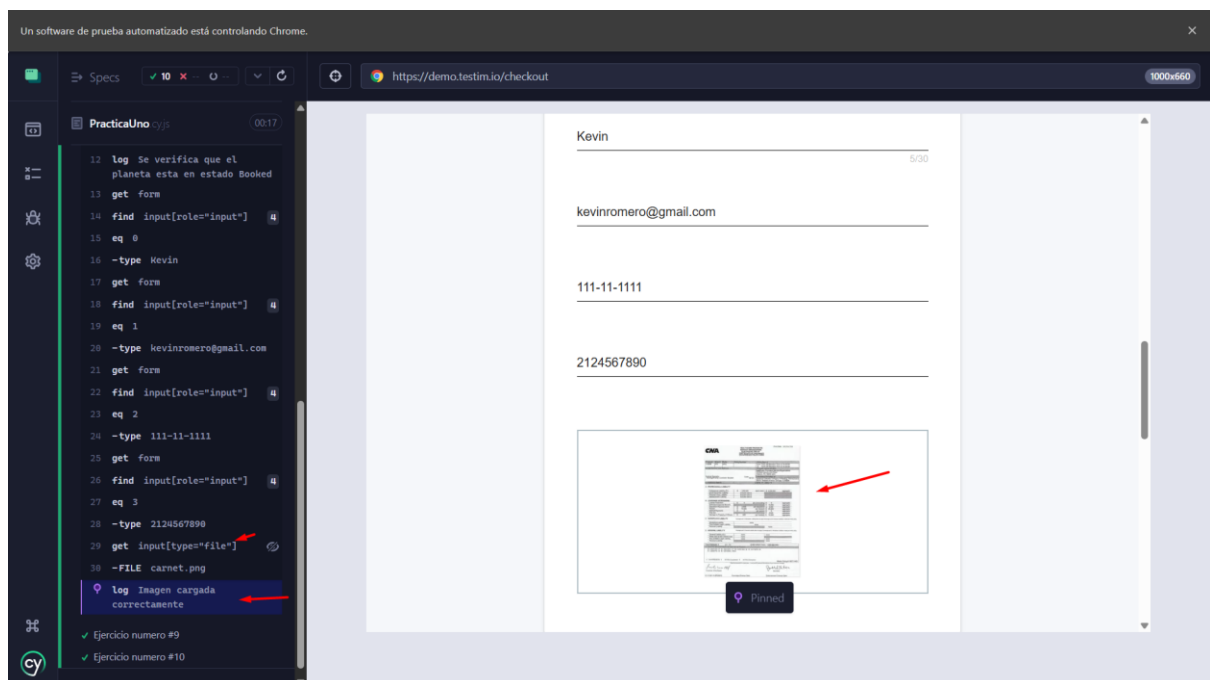 Un software de prueba automatizado está controlando Chrome.
Specs
10
-- 
--
https://demo.testim.io/checkout
1000x660
PracticaUno cy.js
00:17
12 log Se verifica que el
planeta esta en estado Booked
13 get form
14 find input[role="input"] 4
15 eq 0
16 -type Kevin
17 get form
18 find input[role="input"] 4
19 eq 1
20 -type kevinromero@gmail.com
21 get form
22 find input[role="input"] 4
23 eq 2
24 -type 111-11-1111
25 get form
26 find input[role="input"] 4
27 eq 3
28 -type 2124567890
29 get input[type="file"]
30 -FILE carnet.png
log Imagen cargada
correctamente
Ejercicio numero #9
Ejercicio numero #10
cy
Kevin
5/30
kevinromero@gmail.com
111-11-1111
2124567890
CNA
Pinned